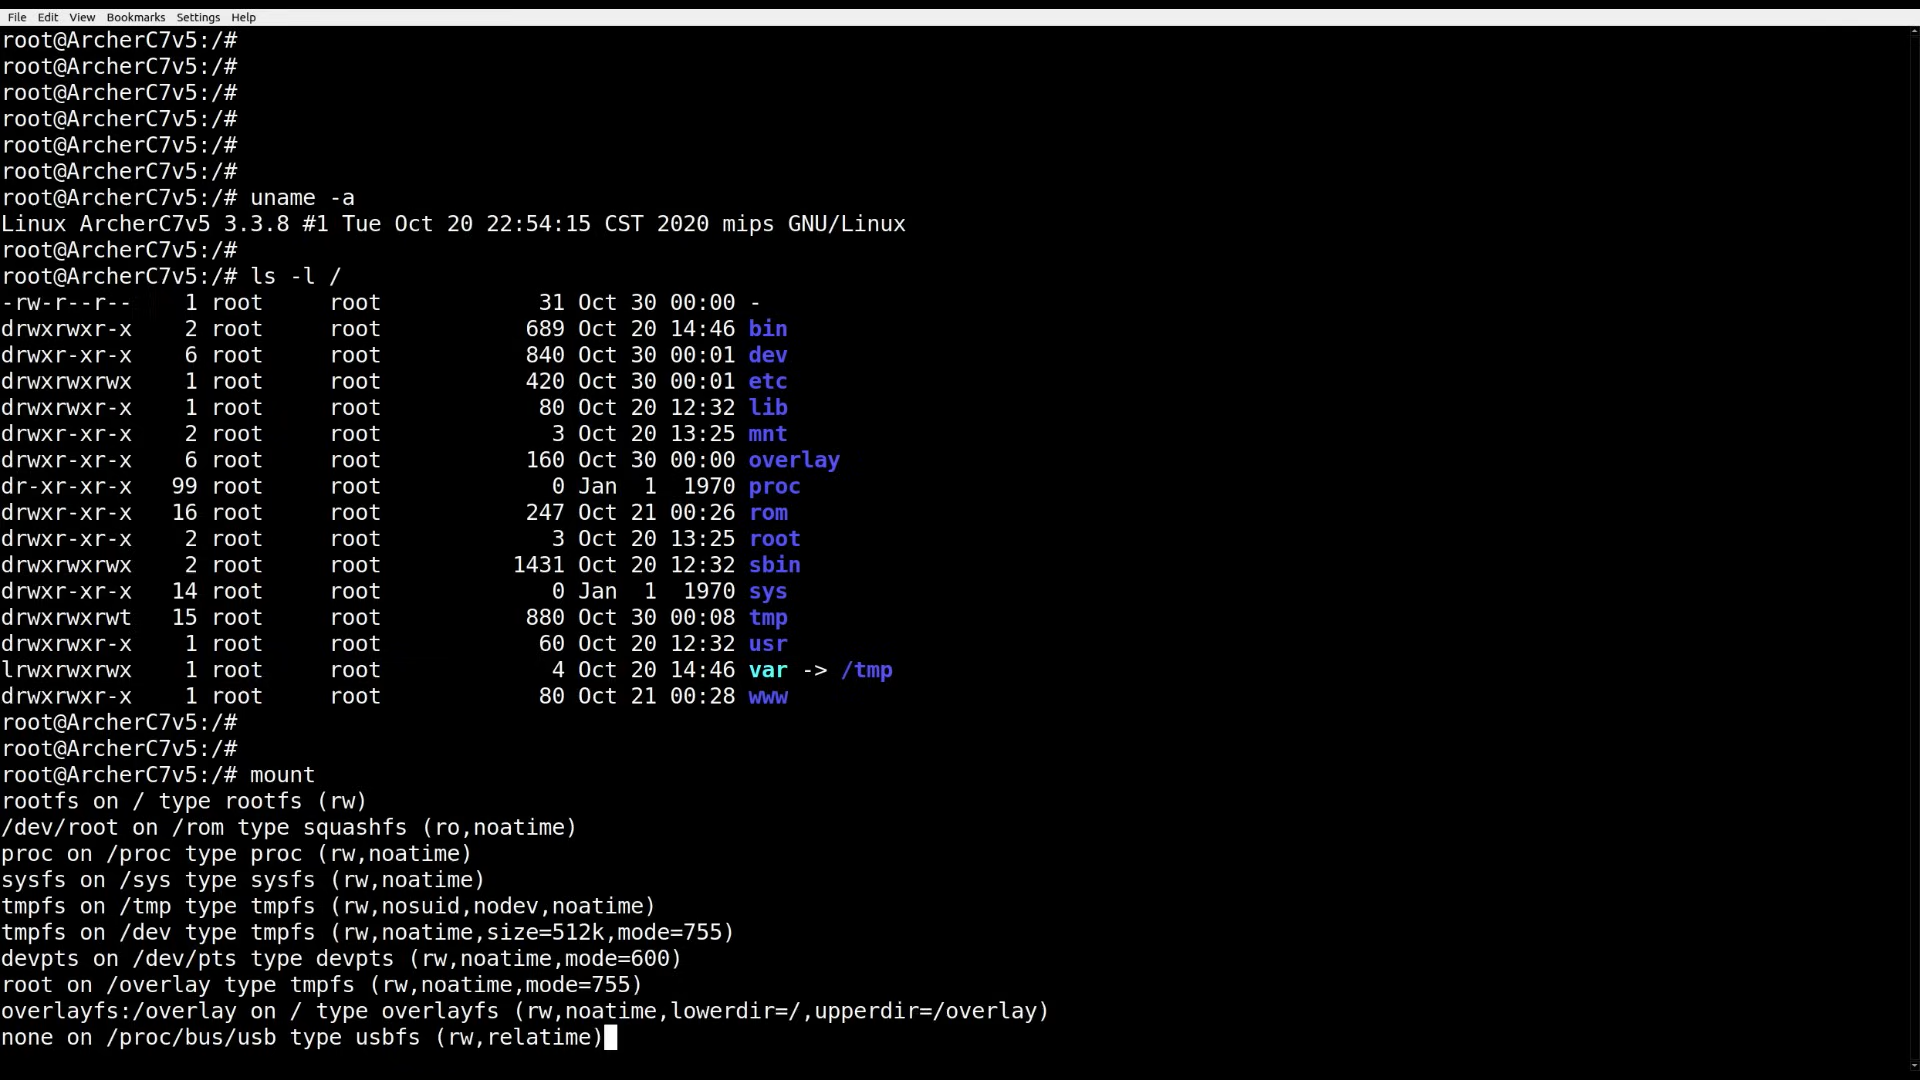 File Edit View Bookmarks Settings Help
root@ArcherC7v5:/#
root@ArcherC7v5:/#
root@ArcherC7v5:/#
root@ArcherC7v5:/#
root@ArcherC7v5:/#
root@ArcherC7v5:/#
root@ArcherC7v5:/# uname -a
Linux ArcherC7v5 3.3.8 #1 Tue Oct 20 22:54:15 CST 2020 mips GNU/Linux
root@ArcherC7v5:/#
root@ArcherC7v5:/# ls -l /
-rw-r--r--    1 root     root            31 Oct 30 00:00 -
drwxrwxr-x    2 root     root           689 Oct 20 14:46 bin
drwxr-xr-x    6 root     root           840 Oct 30 00:01 dev
drwxrwxrwx    1 root     root           420 Oct 30 00:01 etc
drwxrwxr-x    1 root     root            80 Oct 20 12:32 lib
drwxr-xr-x    2 root     root             3 Oct 20 13:25 mnt
drwxr-xr-x    6 root     root           160 Oct 30 00:00 overlay
dr-xr-xr-x   99 root     root             0 Jan  1  1970 proc
drwxr-xr-x   16 root     root           247 Oct 21 00:26 rom
drwxr-xr-x    2 root     root             3 Oct 20 13:25 root
drwxrwxrwx    2 root     root          1431 Oct 20 12:32 sbin
drwxr-xr-x   14 root     root             0 Jan  1  1970 sys
drwxrwxrwt   15 root     root           880 Oct 30 00:08 tmp
drwxrwxr-x    1 root     root            60 Oct 20 12:32 usr
lrwxrwxrwx    1 root     root             4 Oct 20 14:46 var -> /tmp
drwxrwxr-x    1 root     root            80 Oct 21 00:28 www
root@ArcherC7v5:/#
root@ArcherC7v5:/#
root@ArcherC7v5:/# mount
rootfs on / type rootfs (rw)
/dev/root on /rom type squashfs (ro,noatime)
proc on /proc type proc (rw,noatime)
sysfs on /sys type sysfs (rw,noatime)
tmpfs on /tmp type tmpfs (rw,nosuid,nodev,noatime)
tmpfs on /dev type tmpfs (rw,noatime,size=512k,mode=755)
devpts on /dev/pts type devpts (rw,noatime,mode=600)
root on /overlay type tmpfs (rw,noatime,mode=755)
overlayfs:/overlay on / type overlayfs (rw,noatime,lowerdir=/,upperdir=/overlay)
none on /proc/bus/usb type usbfs (rw,relatime)